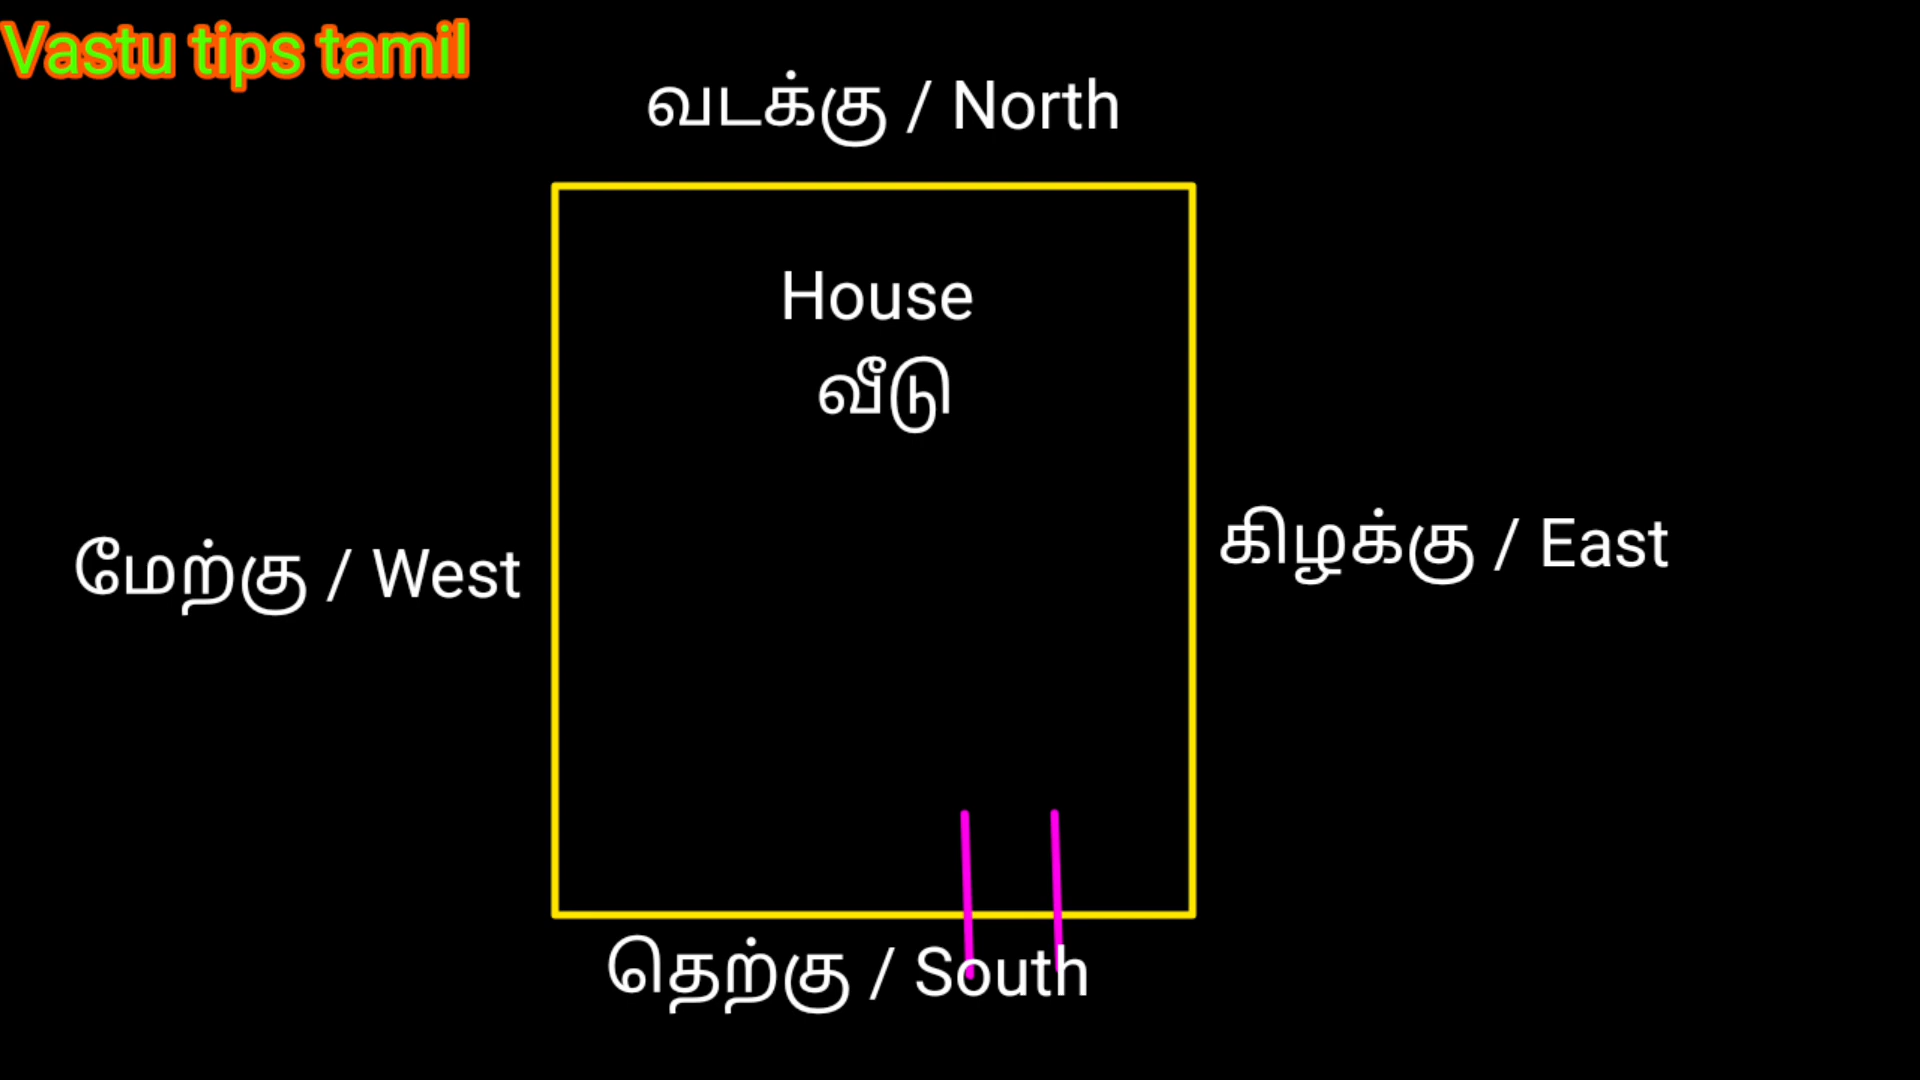 Vastu tips tamil
வடக்கு / North
House
வீடு
மேற்கு / West
கிழக்கு / East
தெற்கு / South